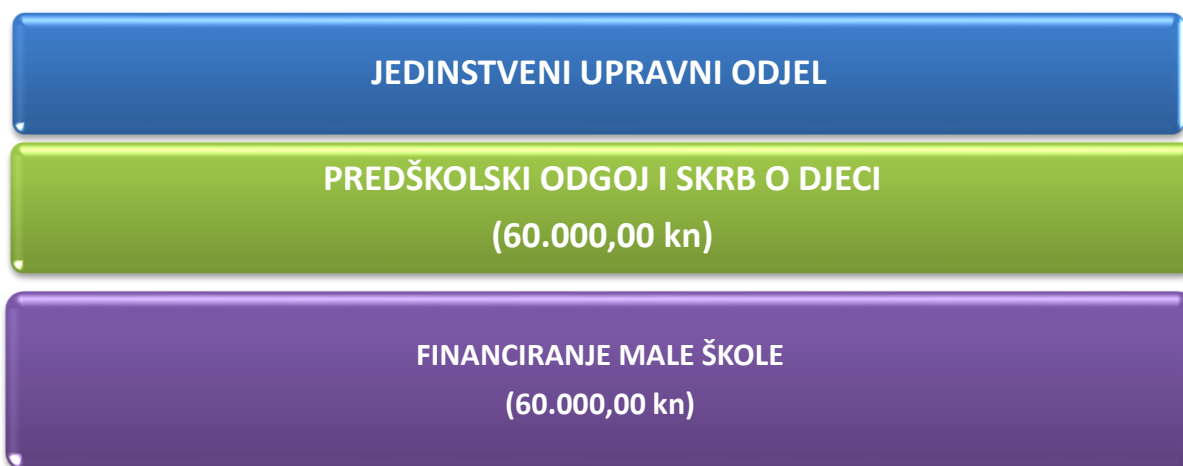 JEDINSTVENI UPRAVNI ODJEL
PREDŠKOLSKI ODGOJ I SKRB O DJECI
(60.000,00 kn)
FINANCIRANJE MALE ŠKOLE
(60.000,00 kn)